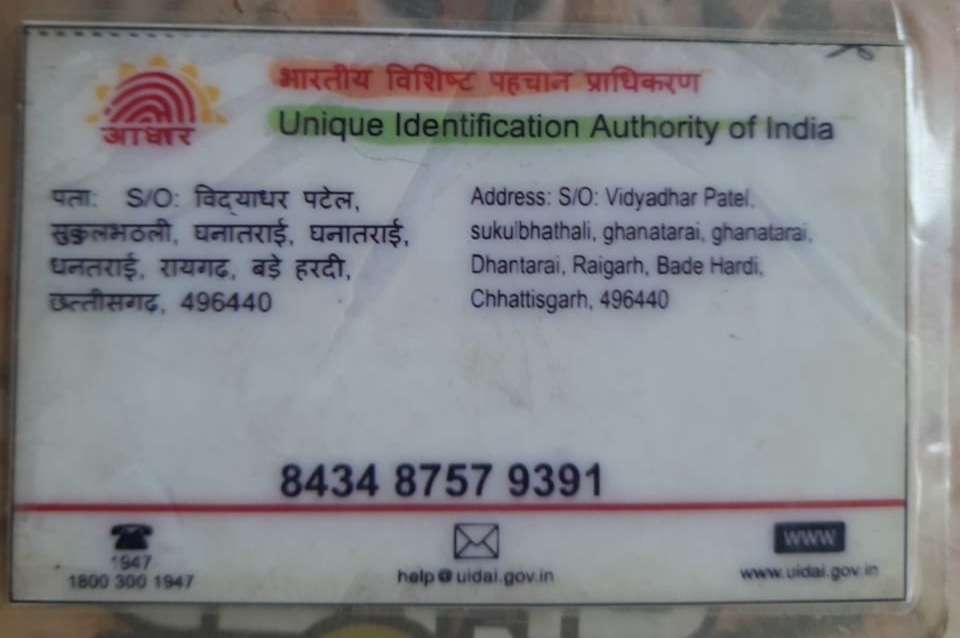 भारतीय विशिष्ट पहचान प्राधिकरण
आधार
Unique Identification Authority of India
पता: S/O: विद्याधर पटेल,
सुकुलभठली, घनातराई, घनातराई,
धनतराई, रायगढ, बड़े हरदी,
छत्तीसगढ, 496440
Address: S/O: Vidyadhar Patel,
sukulbhathali, ghanatarai, ghanatarai,
Dhantarai, Raigarh, Bade Hardi,
Chhattisgarh, 496440
8434 8757 9391
1947
1800 300 1947
help@uidai.gov.in
WWW
www.uidai.gov.in